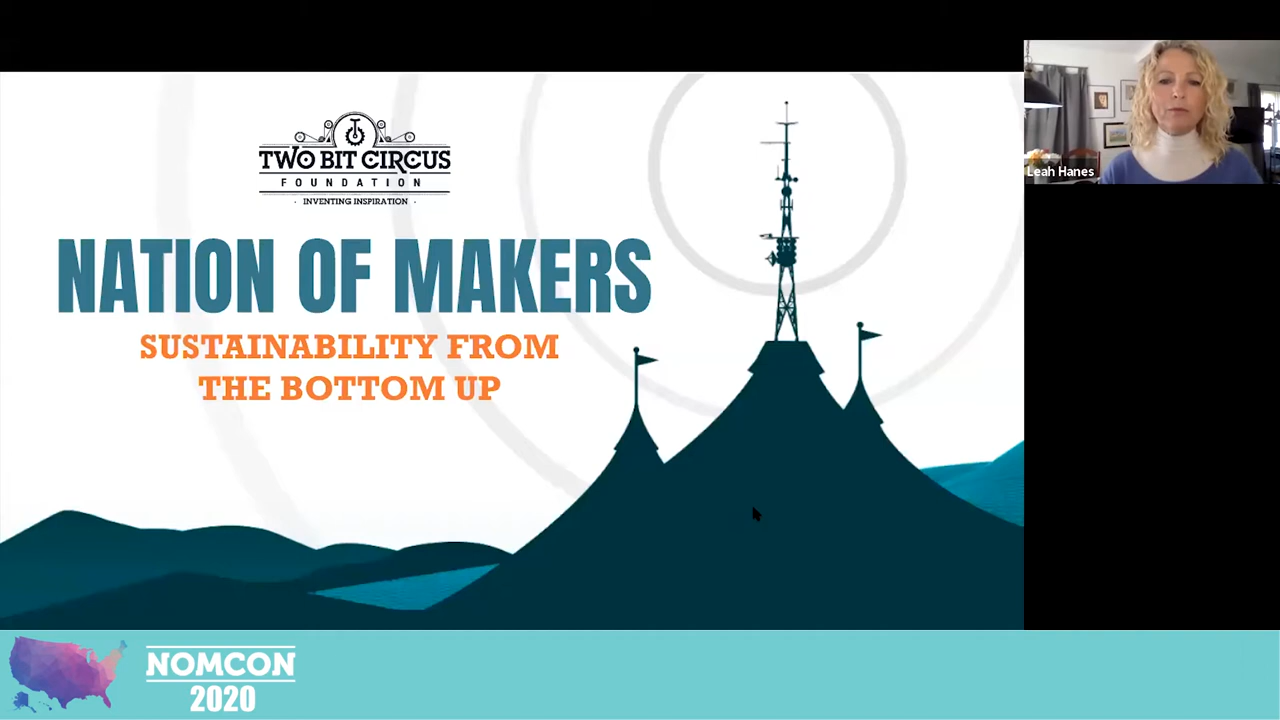 TWO BIT CIRCUS
FOUNDATION
· INVENTING INSPIRATION ·
NATION OF MAKERS
SUSTAINABILITY FROM
THE BOTTOM UP
Leah Hanes
NOMCON
2020